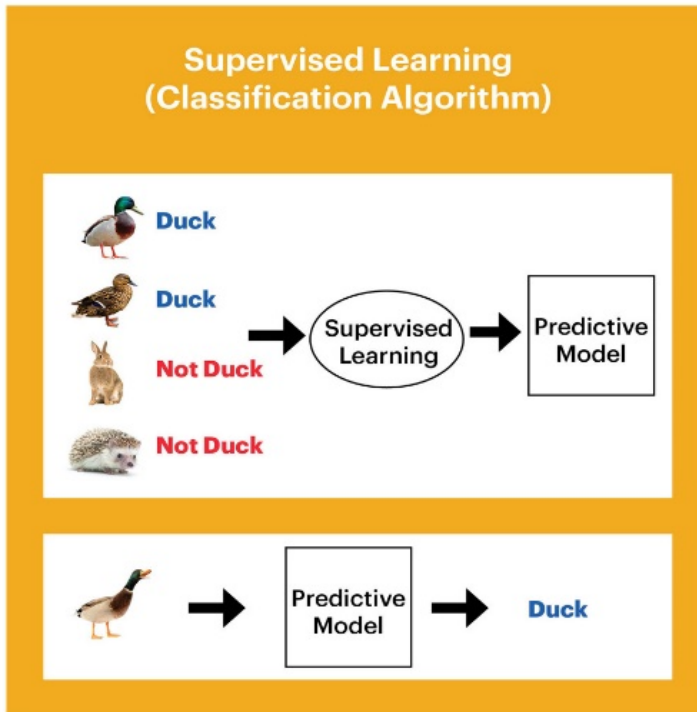 Supervised Learning
(Classification Algorithm)
Duck
Duck
Not Duck
Not Duck
Supervised
Learning
Predictive
Model
Predictive
Model
Duck